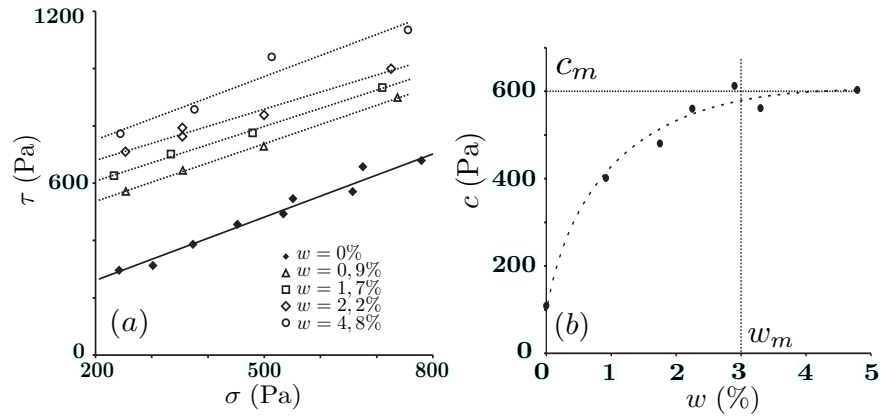 1200
600
0
τ (Pa)
200
500
800
σ (Pa)
(a)
w = 0%
w = 0, 9%
w = 1, 7%
w = 2, 2%
w = 4, 8%
c_m
600
400
200
0
c (Pa)
(b)
w_m
0 1 2 3 4 5
w (%)